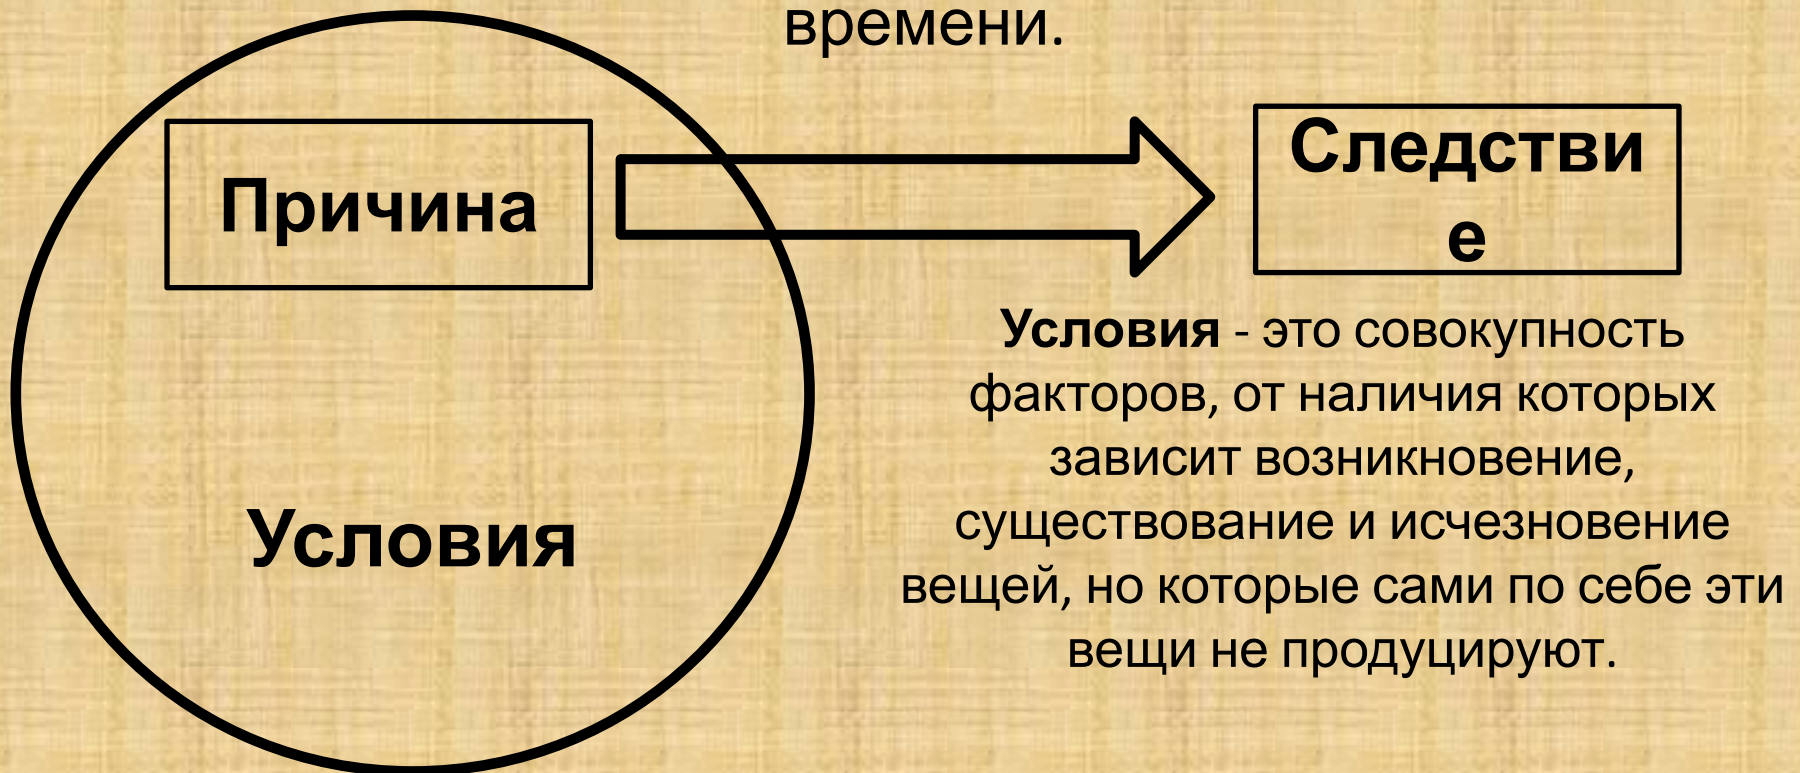 времени.
Причина
Следстви
е
Условия
Условия - это совокупность
факторов, от наличия которых
зависит возникновение,
существование и исчезновение
вещей, но которые сами по себе эти
вещи не продуцируют.